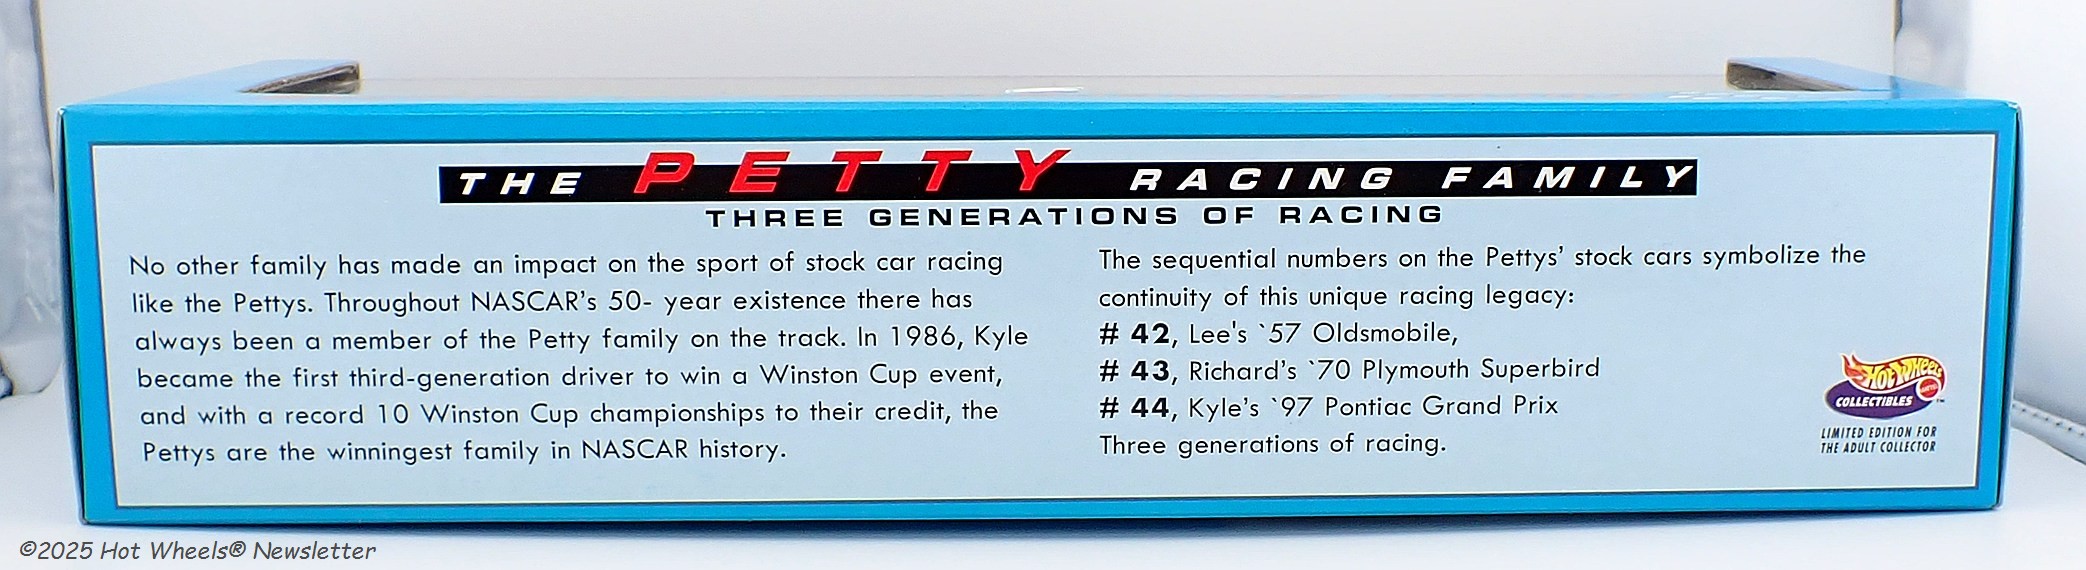 THE PETTY RACING FAMILY
THREE GENERATIONS OF RACING
No other family has made an impact on the sport of stock car racing
like the Pettys. Throughout NASCAR's 50- year existence there has
always been a member of the Petty family on the track. In 1986, Kyle
became the first third-generation driver to win a Winston Cup event,
and with a record 10 Winston Cup championships to their credit, the
Pettys are the winningest family in NASCAR history.
The sequential numbers on the Pettys' stock cars symbolize the
continuity of this unique racing legacy:
# 42, Lee's `57 Oldsmobile,
# 43, Richard's `70 Plymouth Superbird
# 44, Kyle's `97 Pontiac Grand Prix
Three generations of racing.
Hot Wheels
MATTEL
COLLECTIBLES
™
LIMITED EDITION FOR
THE ADULT COLLECTOR
©2025 Hot Wheels® Newsletter